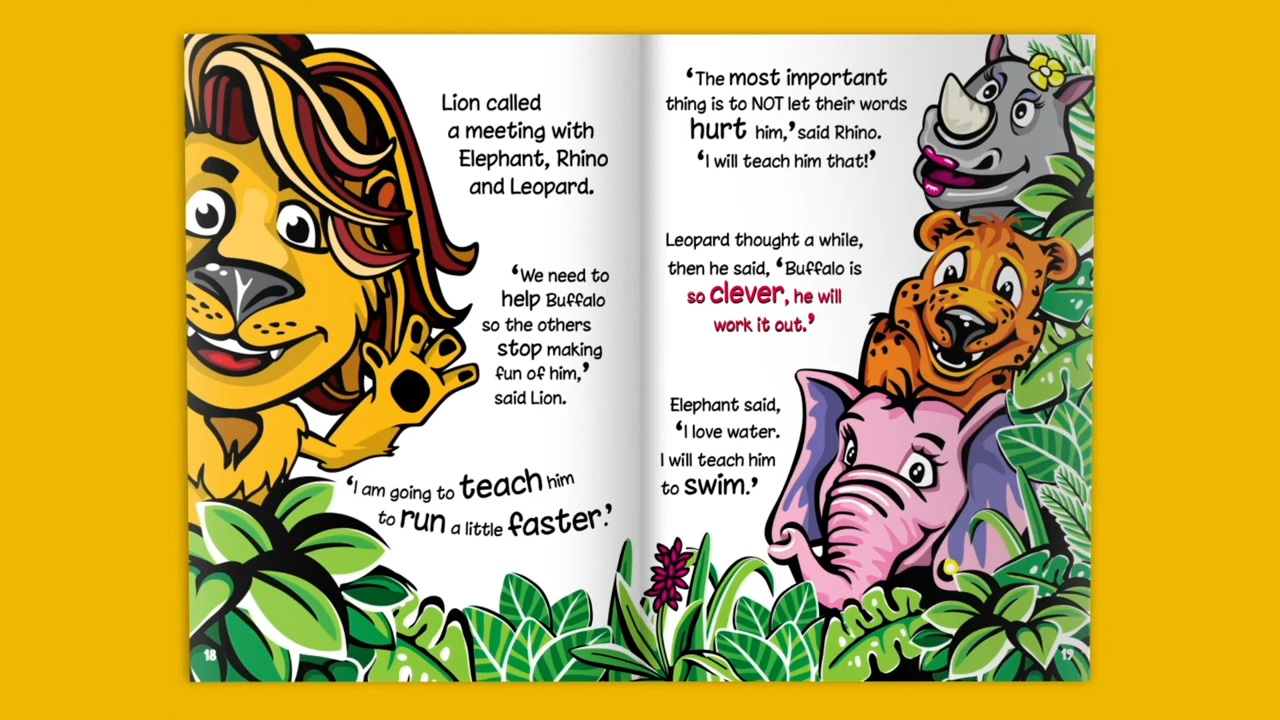 Lion called
a meeting with
Elephant, Rhino
and Leopard.
‘We need to
help Buffalo
so the others
stop making
fun of him,’
said Lion.
‘I am going to teach him
to run a little faster.’
18
‘The most important
thing is to NOT let their words
hurt him,’ said Rhino.
‘I will teach him that!’
Leopard thought a while,
then he said, ‘Buffalo is
so clever, he will
work it out.’
Elephant said,
‘I love water.
I will teach him
to swim.’
19